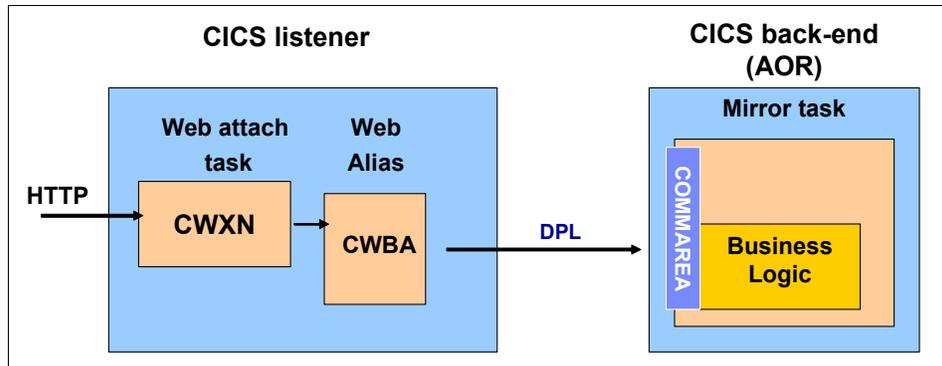 CICS listener
CICS back-end
(AOR)
Web attach
task
Web
Alias
Mirror task
HTTP
CWXN
CWBA
DPL
COMMAREA
Business
Logic